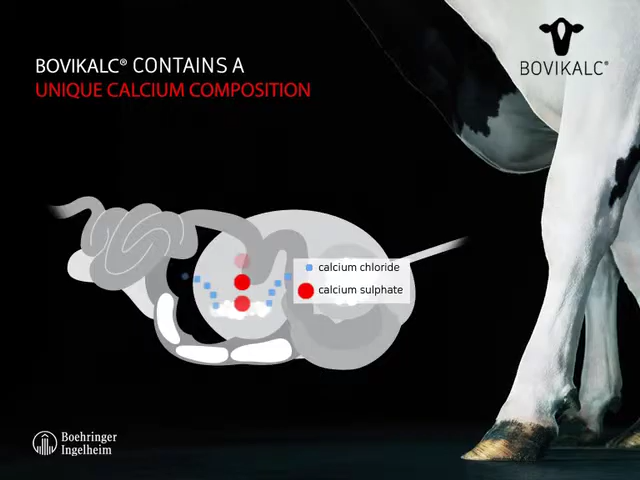 BOVIKALC® CONTAINS A
UNIQUE CALCIUM COMPOSITION
BOVIKALC®
calcium chloride
calcium sulphate
Boehringer
Ingelheim